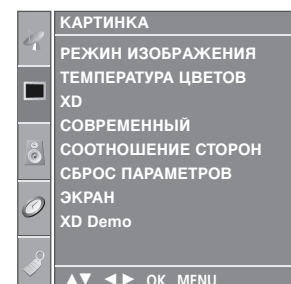 КАРТИНКА
РЕЖИН ИЗОБРАЖЕНИЯ
ТЕМПЕРАТУРА ЦВЕТОВ
XD
СОВРЕМЕННЫЙ
СООТНОШЕНИЕ СТОРОН
СБРОС ПАРАМЕТРОВ
ЭКРАН
XD Demo
▲▼ ◄► OK MENU